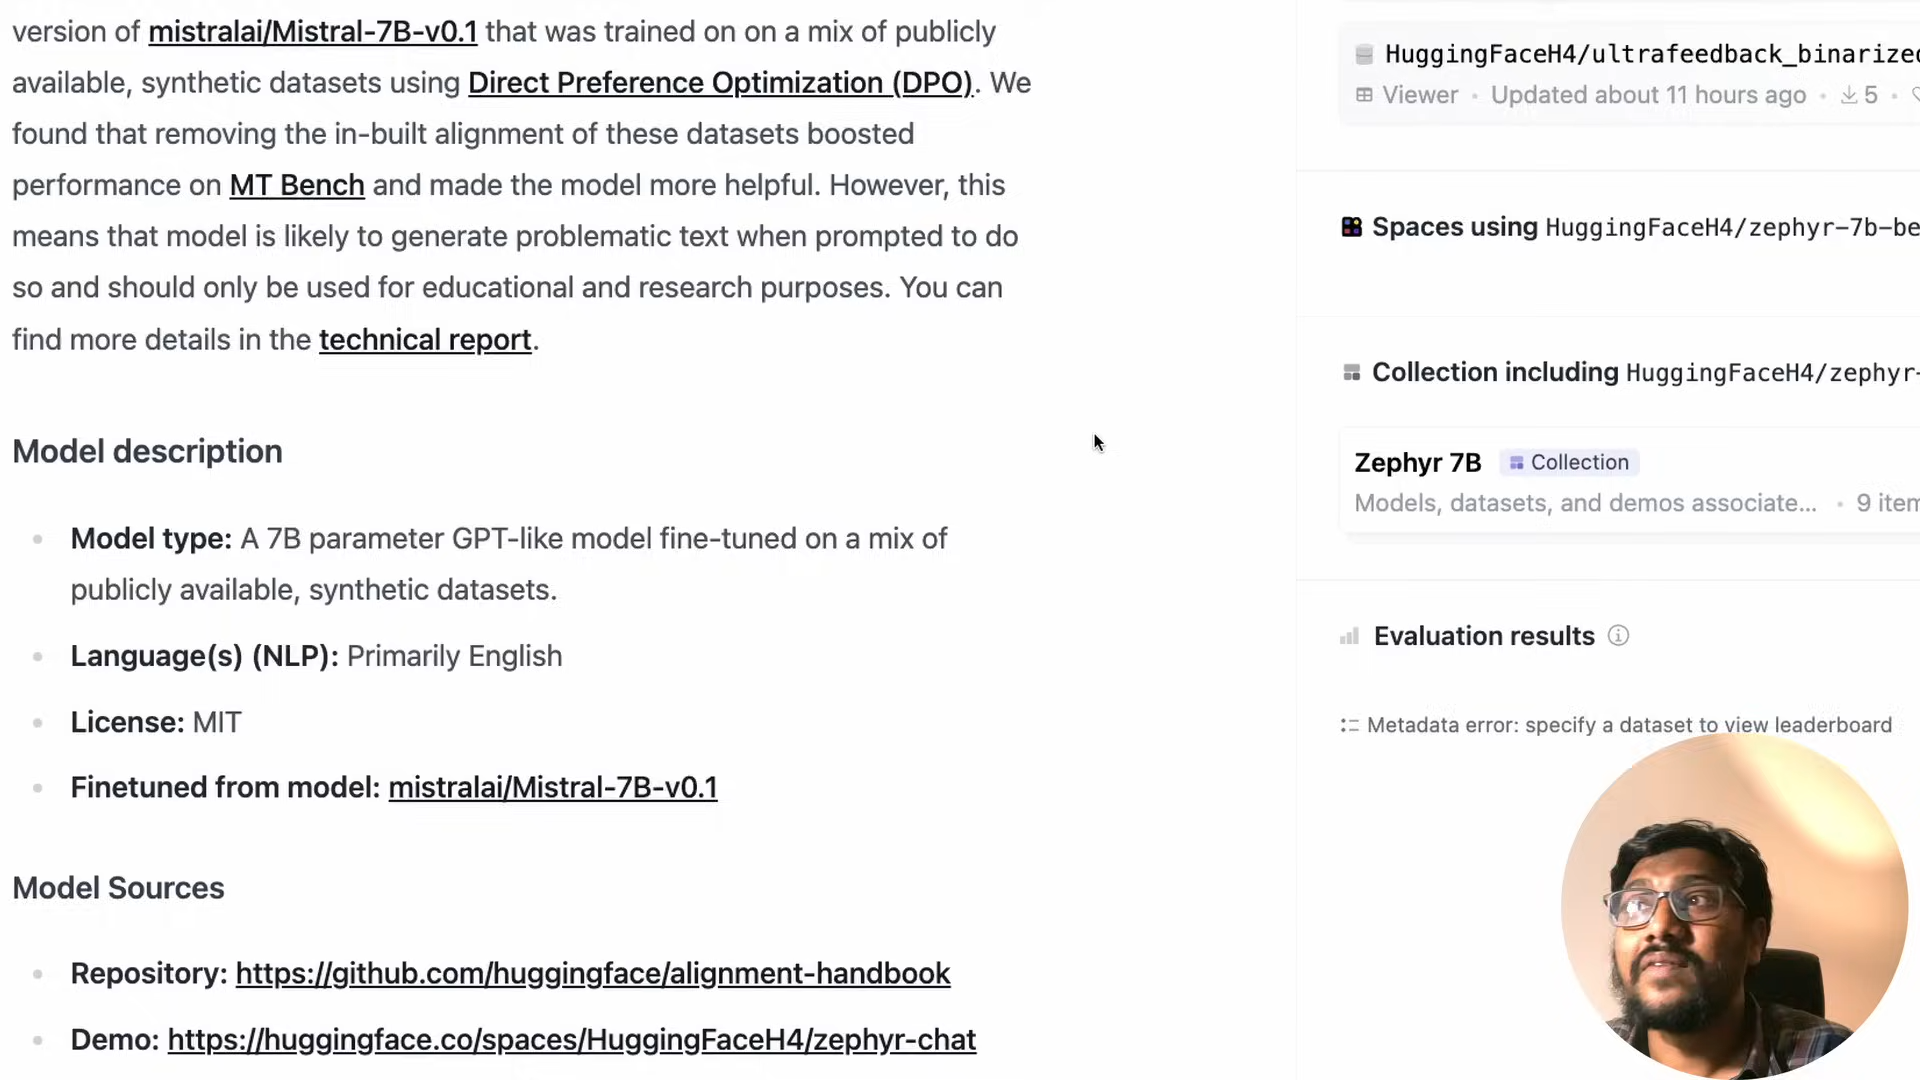 version of mistralai/Mistral-7B-v0.1 that was trained on on a mix of publicly
available, synthetic datasets using Direct Preference Optimization (DPO). We
found that removing the in-built alignment of these datasets boosted
performance on MT Bench and made the model more helpful. However, this
means that model is likely to generate problematic text when prompted to do
so and should only be used for educational and research purposes. You can
find more details in the technical report.
Model description
Model type: A 7B parameter GPT-like model fine-tuned on a mix of
publicly available, synthetic datasets.
Language(s) (NLP): Primarily English
License: MIT
Finetuned from model: mistralai/Mistral-7B-v0.1
Model Sources
Repository: https://github.com/huggingface/alignment-handbook
Demo: https://huggingface.co/spaces/HuggingFaceH4/zephyr-chat
HuggingFaceH4/ultrafeedback_binarized
Viewer • Updated about 11 hours ago • 5 •
Spaces using HuggingFaceH4/zephyr-7b-be
Collection including HuggingFaceH4/zephyr-
Zephyr 7B Collection
Models, datasets, and demos associate... • 9 item
Evaluation results
Metadata error: specify a dataset to view leaderboard